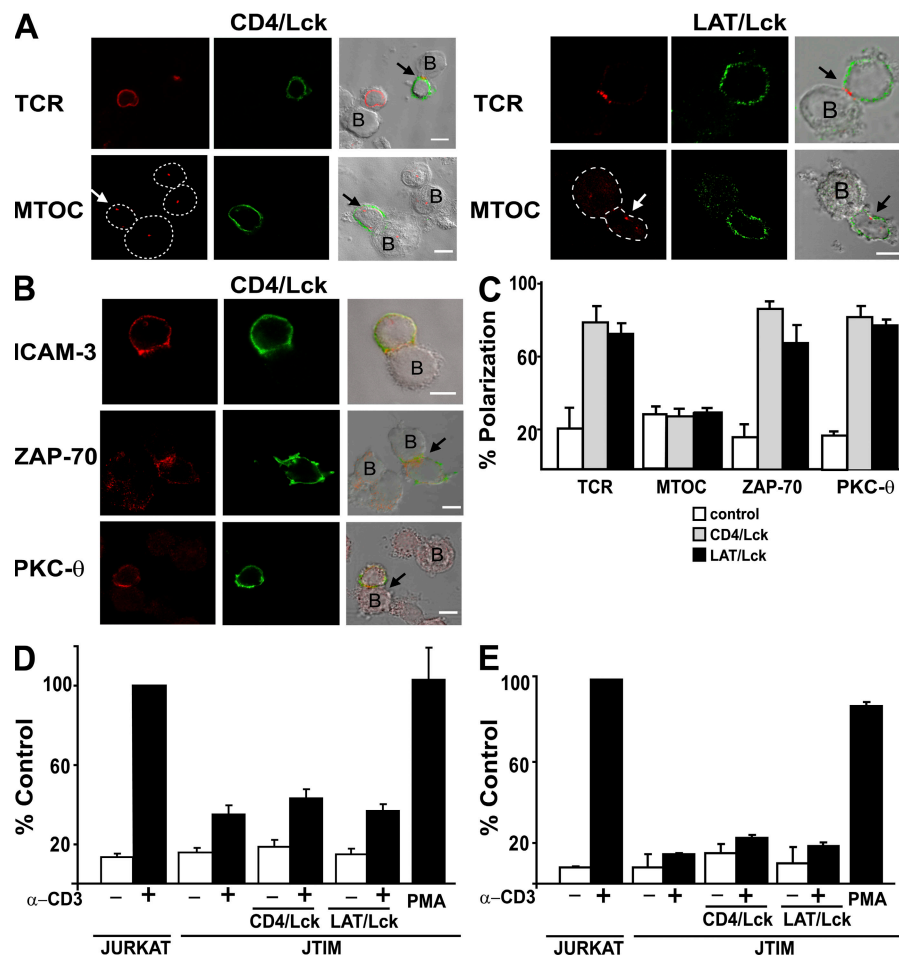 A
CD4/Lck
LAT/Lck
TCR
B
B
TCR
B
MTOC
B
B
MTOC
B
B
CD4/Lck
ICAM-3
B
ZAP-70
B
B
PKC-θ
B
B
C
% Polarization
100
60
20
TCR MTOC ZAP-70 PKC-θ
control
CD4/Lck
LAT/Lck
D
% Control
100
60
20
α–CD3 – + – + – + – + PMA
CD4/Lck LAT/Lck
JURKAT JTIM
E
% Control
100
60
20
α–CD3 – + – + – + – + PMA
CD4/Lck LAT/Lck
JURKAT JTIM